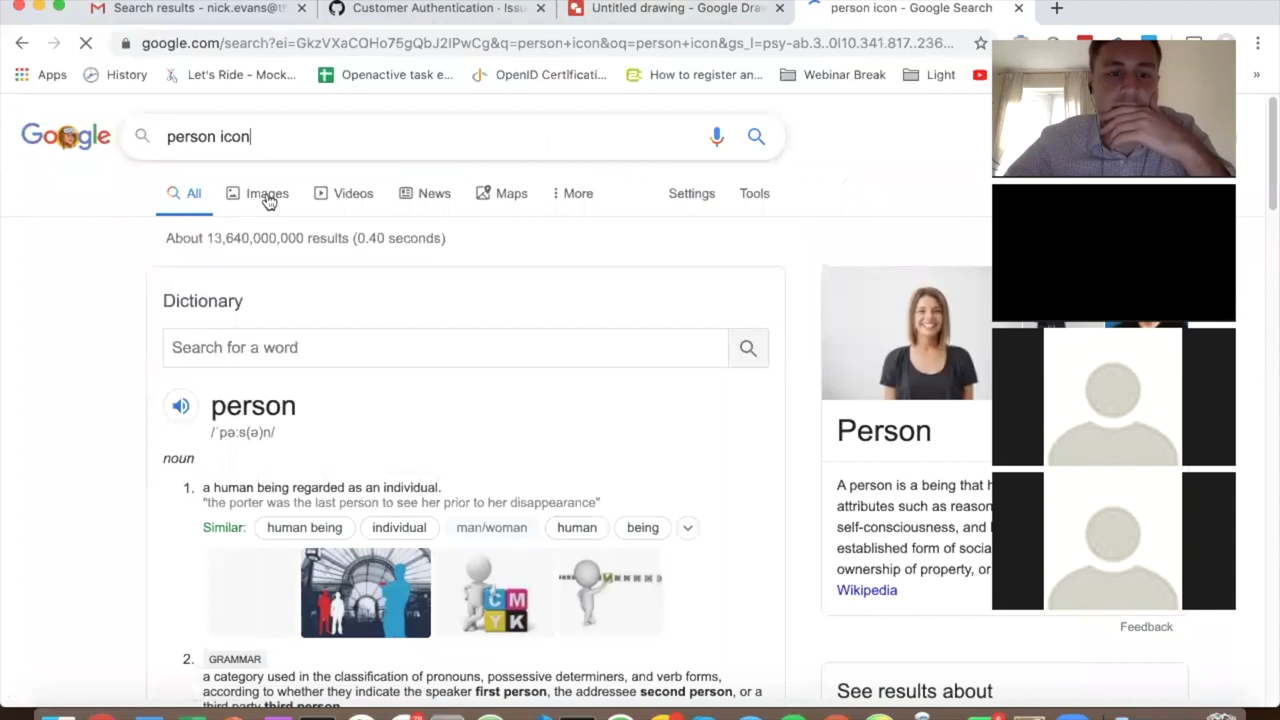 Search results - nick.evans@t
Customer Authentication · Issu
Untitled drawing - Google Draw
person icon - Google Search
google.com/search?ei=GkzVXaCOHo75gQbJ2IPwCg&q=person+icon&oq=person+icon&gs_l=psy-ab.3..0l10.341.817..236...
Apps
History
Let's Ride - Mock...
Openactive task e...
OpenID Certificati...
How to register an...
Webinar Break
Light
»
Google
person icon
All
Images
Videos
News
Maps
More
Settings
Tools
About 13,640,000,000 results (0.40 seconds)
Dictionary
Search for a word
person
/ˈpəːs(ə)n/
noun
1. a human being regarded as an individual.
"the porter was the last person to see her prior to her disappearance"
Similar: human being individual man/woman human being
CMYK
2. GRAMMAR
a category used in the classification of pronouns, possessive determiners, and verb forms,
according to whether they indicate the speaker first person, the addressee second person, or a
third party third person.
Person
A person is a being that h
attributes such as reason
self-consciousness, and
established form of socia
ownership of property, or
Wikipedia
Feedback
See results about